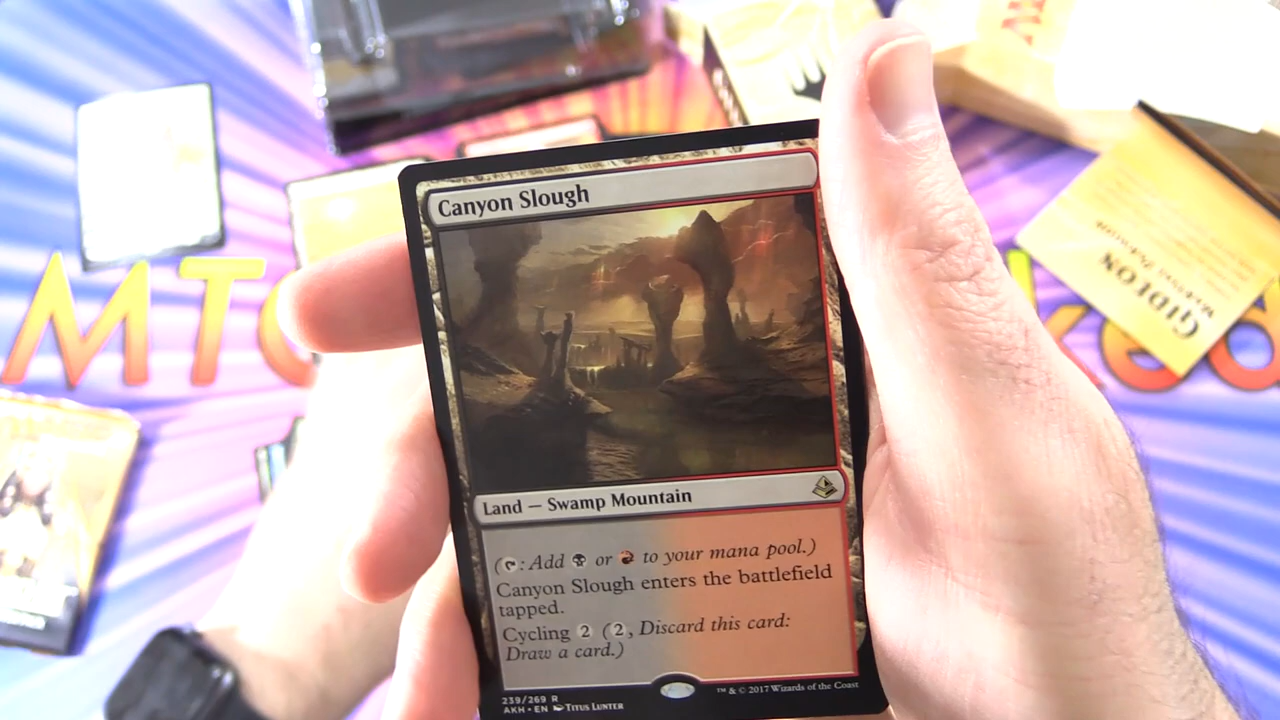 Canyon Slough
Land — Swamp Mountain
( : Add or to your mana pool.)
Canyon Slough enters the battlefield
tapped.
Cycling 2 (2, Discard this card:
Draw a card.)
239/269 R
AKH • EN Titus Lunter
™ & © 2017 Wizards of the Coast
MTG
GIDEON